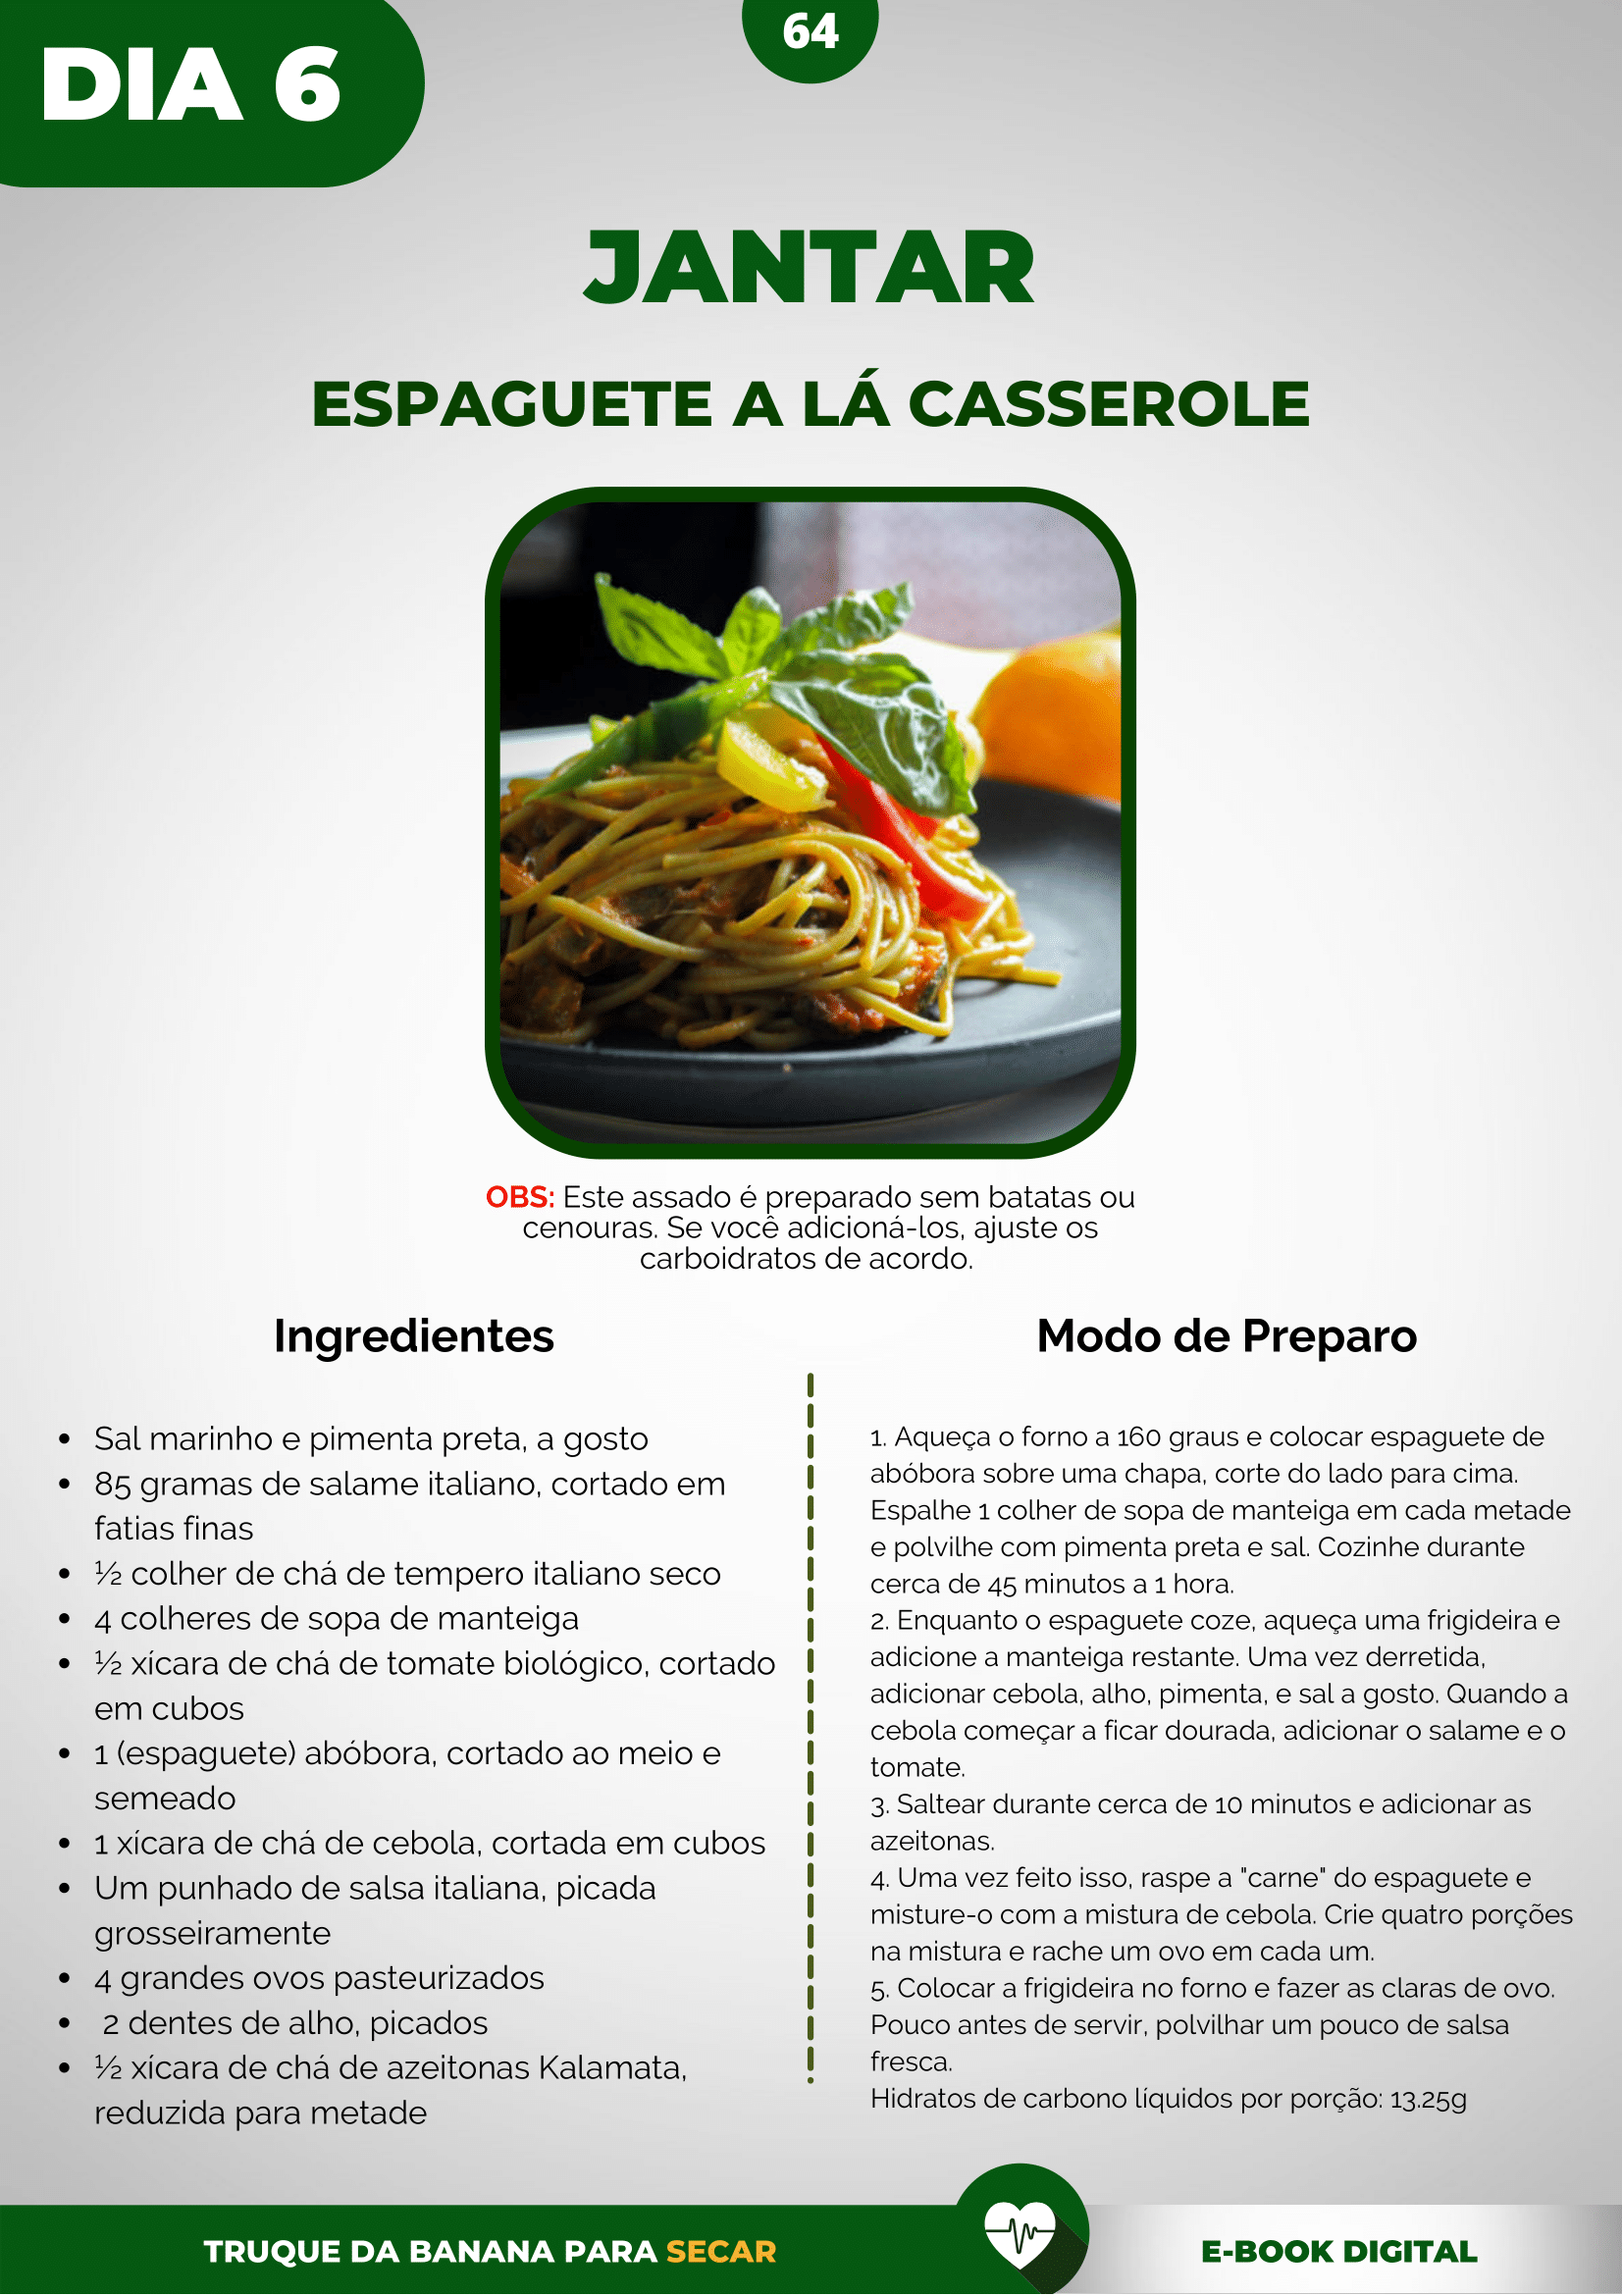 DIA 6
64
JANTAR
ESPAGUETE A LÁ CASSEROLE
OBS: Este assado é preparado sem batatas ou
cenouras. Se você adicioná-los, ajuste os
carboidratos de acordo.
Ingredientes
• Sal marinho e pimenta preta, a gosto
• 85 gramas de salame italiano, cortado em
fatias finas
• ½ colher de chá de tempero italiano seco
• 4 colheres de sopa de manteiga
• ½ xícara de chá de tomate biológico, cortado
em cubos
• 1 (espaguete) abóbora, cortado ao meio e
semeado
• 1 xícara de chá de cebola, cortada em cubos
• Um punhado de salsa italiana, picada
grosseiramente
• 4 grandes ovos pasteurizados
• 2 dentes de alho, picados
• ½ xícara de chá de azeitonas Kalamata,
reduzida para metade
Modo de Preparo
1. Aqueça o forno a 160 graus e colocar espaguete de
abóbora sobre uma chapa, corte do lado para cima.
Espalhe 1 colher de sopa de manteiga em cada metade
e polvilhe com pimenta preta e sal. Cozinhe durante
cerca de 45 minutos a 1 hora.
2. Enquanto o espaguete coze, aqueça uma frigideira e
adicione a manteiga restante. Uma vez derretida,
adicionar cebola, alho, pimenta, e sal a gosto. Quando a
cebola começar a ficar dourada, adicionar o salame e o
tomate.
3. Saltear durante cerca de 10 minutos e adicionar as
azeitonas.
4. Uma vez feito isso, raspe a "carne" do espaguete e
misture-o com a mistura de cebola. Crie quatro porções
na mistura e rache um ovo em cada um.
5. Colocar a frigideira no forno e fazer as claras de ovo.
Pouco antes de servir, polvilhar um pouco de salsa
fresca.
Hidratos de carbono líquidos por porção: 13.25g
TRUQUE DA BANANA PARA SECAR
E-BOOK DIGITAL